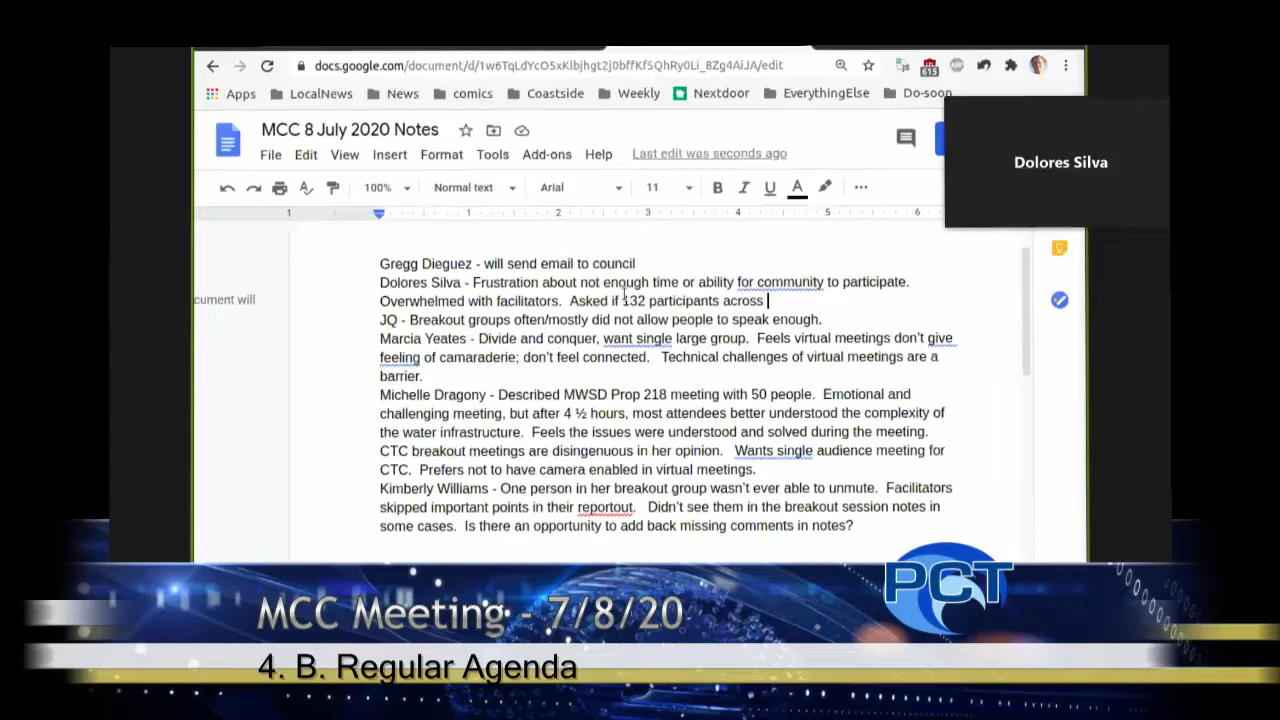 docs.google.com/document/d/1w6TqLdYcO5xKlbjhgt2j0bffKfSQhRy0Li_8Zg4AiJA/edit
615
Apps LocalNews News comics Coastside Weekly Nextdoor EverythingElse Do-soon
MCC 8 July 2020 Notes
File Edit View Insert Format Tools Add-ons Help Last edit was seconds ago
Dolores Silva
100% Normal text Arial 11 B I U A
1 1 2 3 4 5 6
cument will
Gregg Dieguez - will send email to council
Dolores Silva - Frustration about not enough time or ability for community to participate.
Overwhelmed with facilitators. Asked if 132 participants across
JQ - Breakout groups often/mostly did not allow people to speak enough.
Marcia Yeates - Divide and conquer, want single large group. Feels virtual meetings don't give
feeling of camaraderie; don't feel connected. Technical challenges of virtual meetings are a
barrier.
Michelle Dragony - Described MWSD Prop 218 meeting with 50 people. Emotional and
challenging meeting, but after 4 ½ hours, most attendees better understood the complexity of
the water infrastructure. Feels the issues were understood and solved during the meeting.
CTC breakout meetings are disingenuous in her opinion. Wants single audience meeting for
CTC. Prefers not to have camera enabled in virtual meetings.
Kimberly Williams - One person in her breakout group wasn't ever able to unmute. Facilitators
skipped important points in their reportout. Didn't see them in the breakout session notes in
some cases. Is there an opportunity to add back missing comments in notes?
PCT
MCC Meeting - 7/8/20
4. B. Regular Agenda